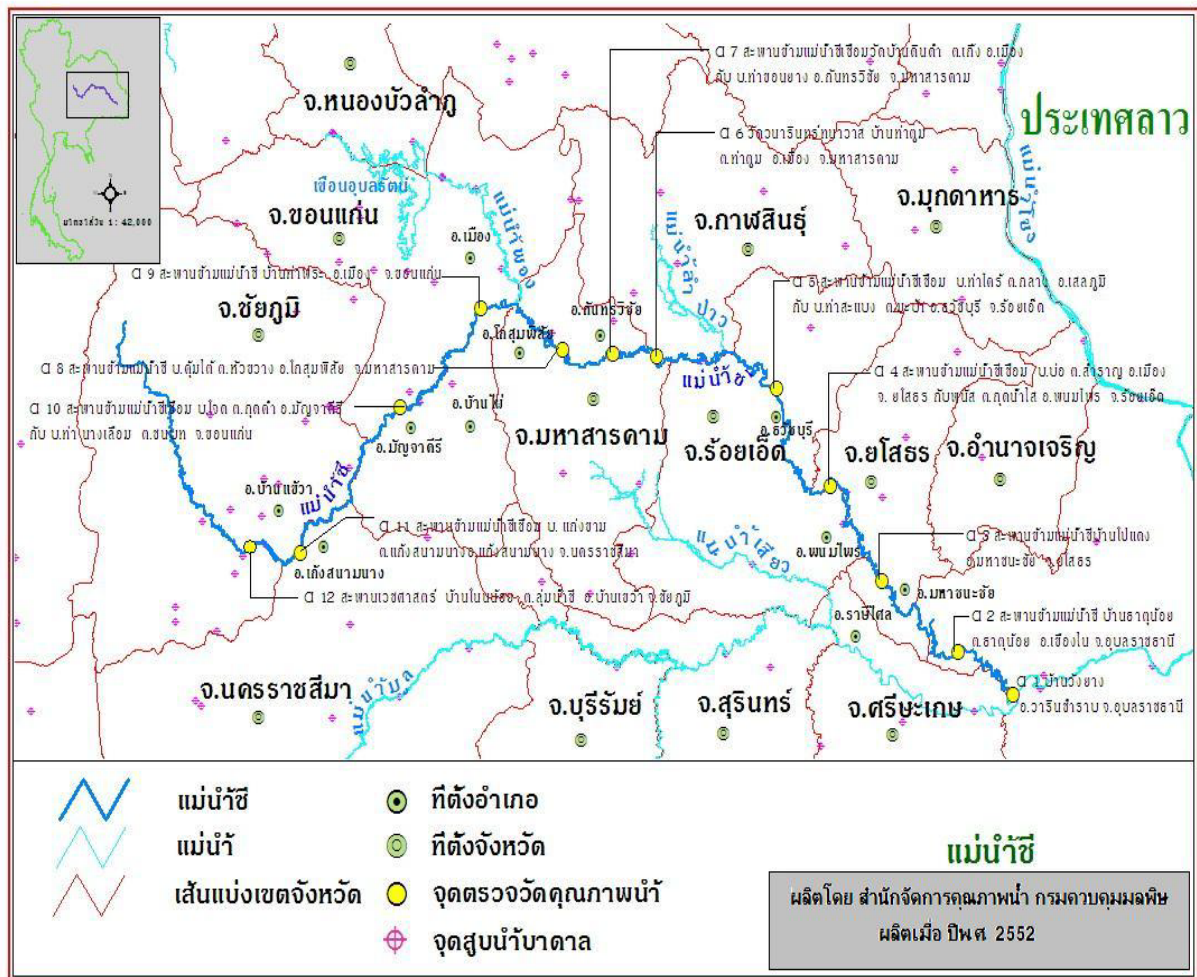 CI 7 สะพานข้ามแม่น้ำชีเชื่อมวัดบ้านดินดำ ต.เกิ้ง อ.เมือง
กับ บ.ท่าขอนยาง อ.กันทรวิชัย จ.มหาสารคาม
จ.หนองบัวลำภู
ประเทศลาว
CI 6 บ้านท่าตูม
ต.ท่าตูม อ.เมือง จ.มหาสารคาม
แม่น้ำโขง
เขื่อนอุบลรัตน์
แม่น้ำพอง
จ.มุกดาหาร
จ.ขอนแก่น
จ.กาฬสินธุ์
มาตราส่วน 1: 42,000
อ.เมือง
แม่น้ำลำปาว
CI 9 สะพานข้ามแม่น้ำชี อ.เมือง จ.ขอนแก่น
CI 5 สะพานข้ามแม่น้ำชีเชื่อม บ.ท่าไคร้ ต.กลาง อ.เสลภูมิ
จ.ชัยภูมิ
อ.กันทรวิชัย
กับ บ.ท่าสะแบง ต.มะบ้า อ.ธวัชบุรี จ.ร้อยเอ็ด
อ.โกสุมพิสัย
CI 8 สะพานข้ามแม่น้ำชี บ.คุ้มใต้ ต.หัวขวาง อ.โกสุมพิสัย จ.มหาสารคาม
แม่น้ำชี
CI 4 สะพานข้ามแม่น้ำชีเชื่อม บ.บ่อ ต.สำราญ อ.เมือง
จ.ยโสธร กับ ต.กุดน้ำใส อ.พนมไพร จ.ร้อยเอ็ด
CI 10 สะพานข้ามแม่น้ำชีเชื่อม บ.โจด ต.กุดเค้า อ.มัญจาคีรี
กับ บ.ท่านางเลื่อน ต.ชนบท จ.ขอนแก่น
อ.บ้านไผ่
อ.มัญจาคีรี
จ.มหาสารคาม
อ.ธวัชบุรี
จ.ร้อยเอ็ด
จ.ยโสธร
จ.อำนาจเจริญ
อ.บ้านเขว้า
แม่น้ำชี
CI 11 สะพานข้ามแม่น้ำชีเชื่อม บ.แก่งขาม
ต.แก้งสนามนาง อ.แก้งสนามนาง จ.นครราชสีมา
แม่น้ำเสียว
CI 3 สะพานข้ามแม่น้ำชีบ้านโปแดง
อ.มหาชนะชัย จ.ยโสธร
อ.พนมไพร
อ.แก้งสนามนาง
อ.มหาชนะชัย
CI 12 สะพานเวชศาสตร์ ต.ลุ่มน้ำชี อ.บ้านเขว้า จ.ชัยภูมิ
อ.ราษีไศล
CI 2 สะพานข้ามแม่น้ำชี บ้านธาตุน้อย
ต.ธาตุน้อย อ.เขื่องใน จ.อุบลราชธานี
จ.นครราชสีมา
แม่น้ำมูล
จ.บุรีรัมย์
จ.สุรินทร์
จ.ศรีษะเกษ
CI 1 บ้านวังยาง
อ.วารินชำราบ จ.อุบลราชธานี
แม่น้ำชี
ที่ตั้งอำเภอ
แม่น้ำ
ที่ตั้งจังหวัด
แม่น้ำชี
เส้นแบ่งเขตจังหวัด
จุดตรวจวัดคุณภาพน้ำ
ผลิตโดย สำนักจัดการคุณภาพน้ำ กรมควบคุมมลพิษ
จุดสูบน้ำบาดาล
ผลิตเมื่อ ปีพ.ศ 2552